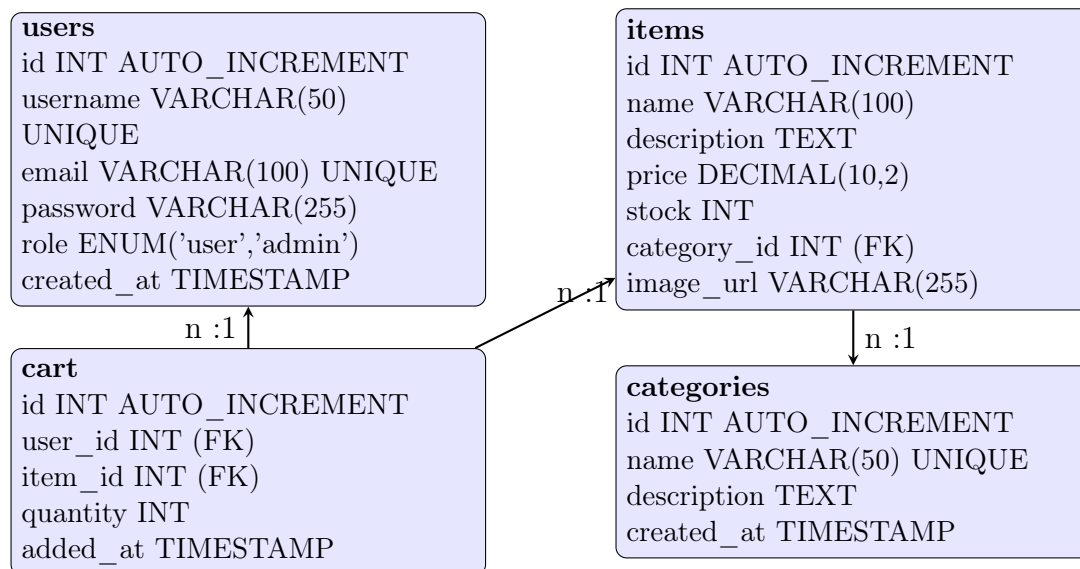 users
id INT AUTO_INCREMENT
username VARCHAR(50)
UNIQUE
email VARCHAR(100) UNIQUE
password VARCHAR(255)
role ENUM('user','admin')
created_at TIMESTAMP
items
id INT AUTO_INCREMENT
name VARCHAR(100)
description TEXT
price DECIMAL(10,2)
stock INT
category_id INT (FK)
image_url VARCHAR(255)
n :1
n :1
n :1
cart
id INT AUTO_INCREMENT
user_id INT (FK)
item_id INT (FK)
quantity INT
added_at TIMESTAMP
categories
id INT AUTO_INCREMENT
name VARCHAR(50) UNIQUE
description TEXT
created_at TIMESTAMP